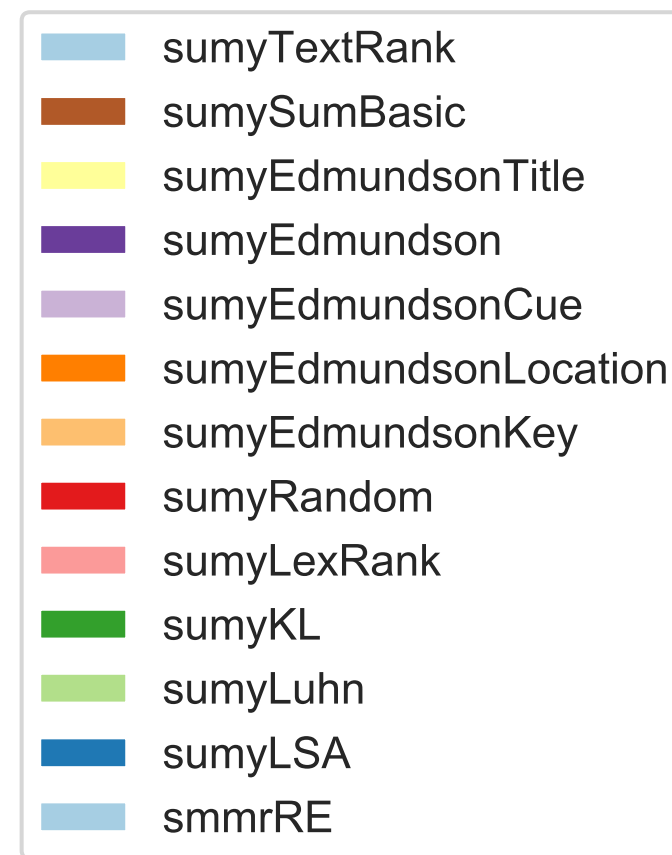 sumyTextRank
sumySumBasic
sumyEdmundsonTitle
sumyEdmundson
sumyEdmundsonCue
sumyEdmundsonLocation
sumyEdmundsonKey
sumyRandom
sumyLexRank
sumyKL
sumyLuhn
sumyLSA
smmrRE